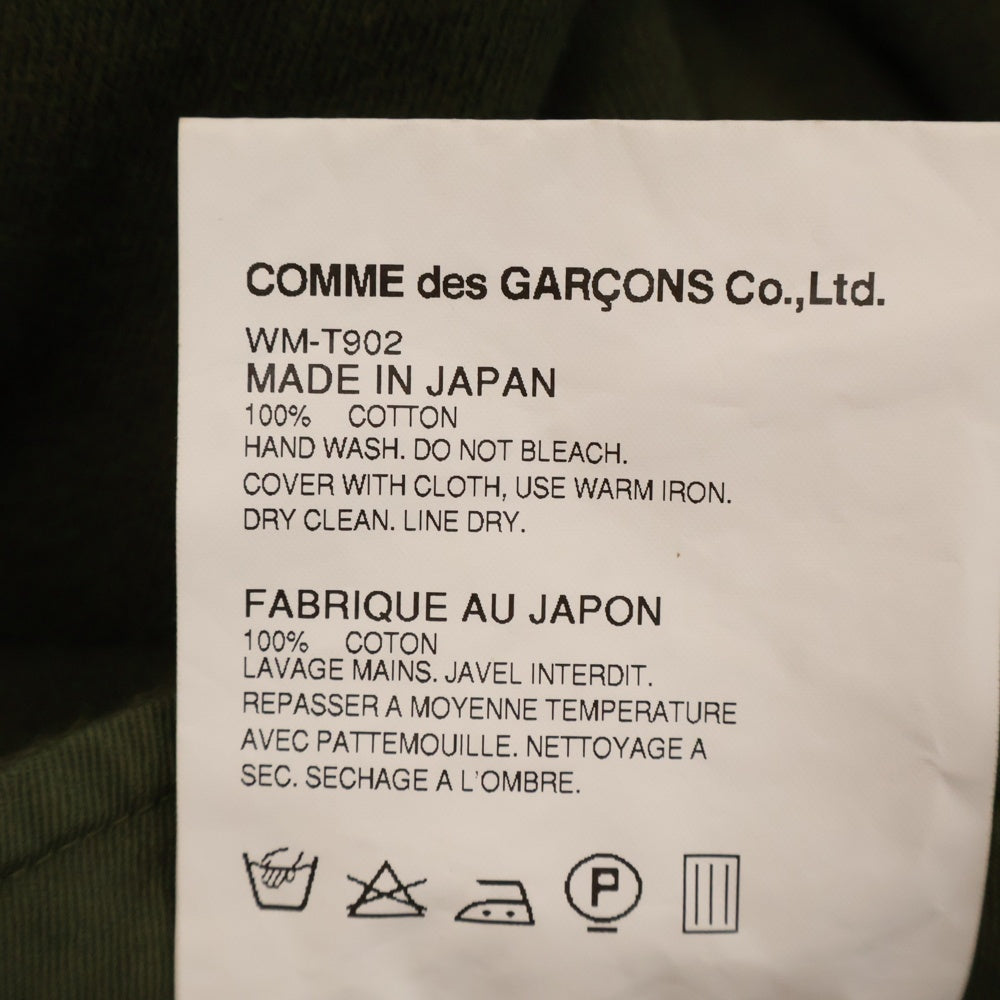 COMME des GARÇONS Co.,Ltd.
WM-T902
MADE IN JAPAN
100% COTTON
HAND WASH. DO NOT BLEACH.
COVER WITH CLOTH, USE WARM IRON.
DRY CLEAN. LINE DRY.
FABRIQUE AU JAPON
100% COTON
LAVAGE MAINS. JAVEL INTERDIT.
REPASSER A MOYENNE TEMPERATURE
AVEC PATTEMOUILLE. NETTOYAGE A
SEC. SECHAGE A L'OMBRE.
P